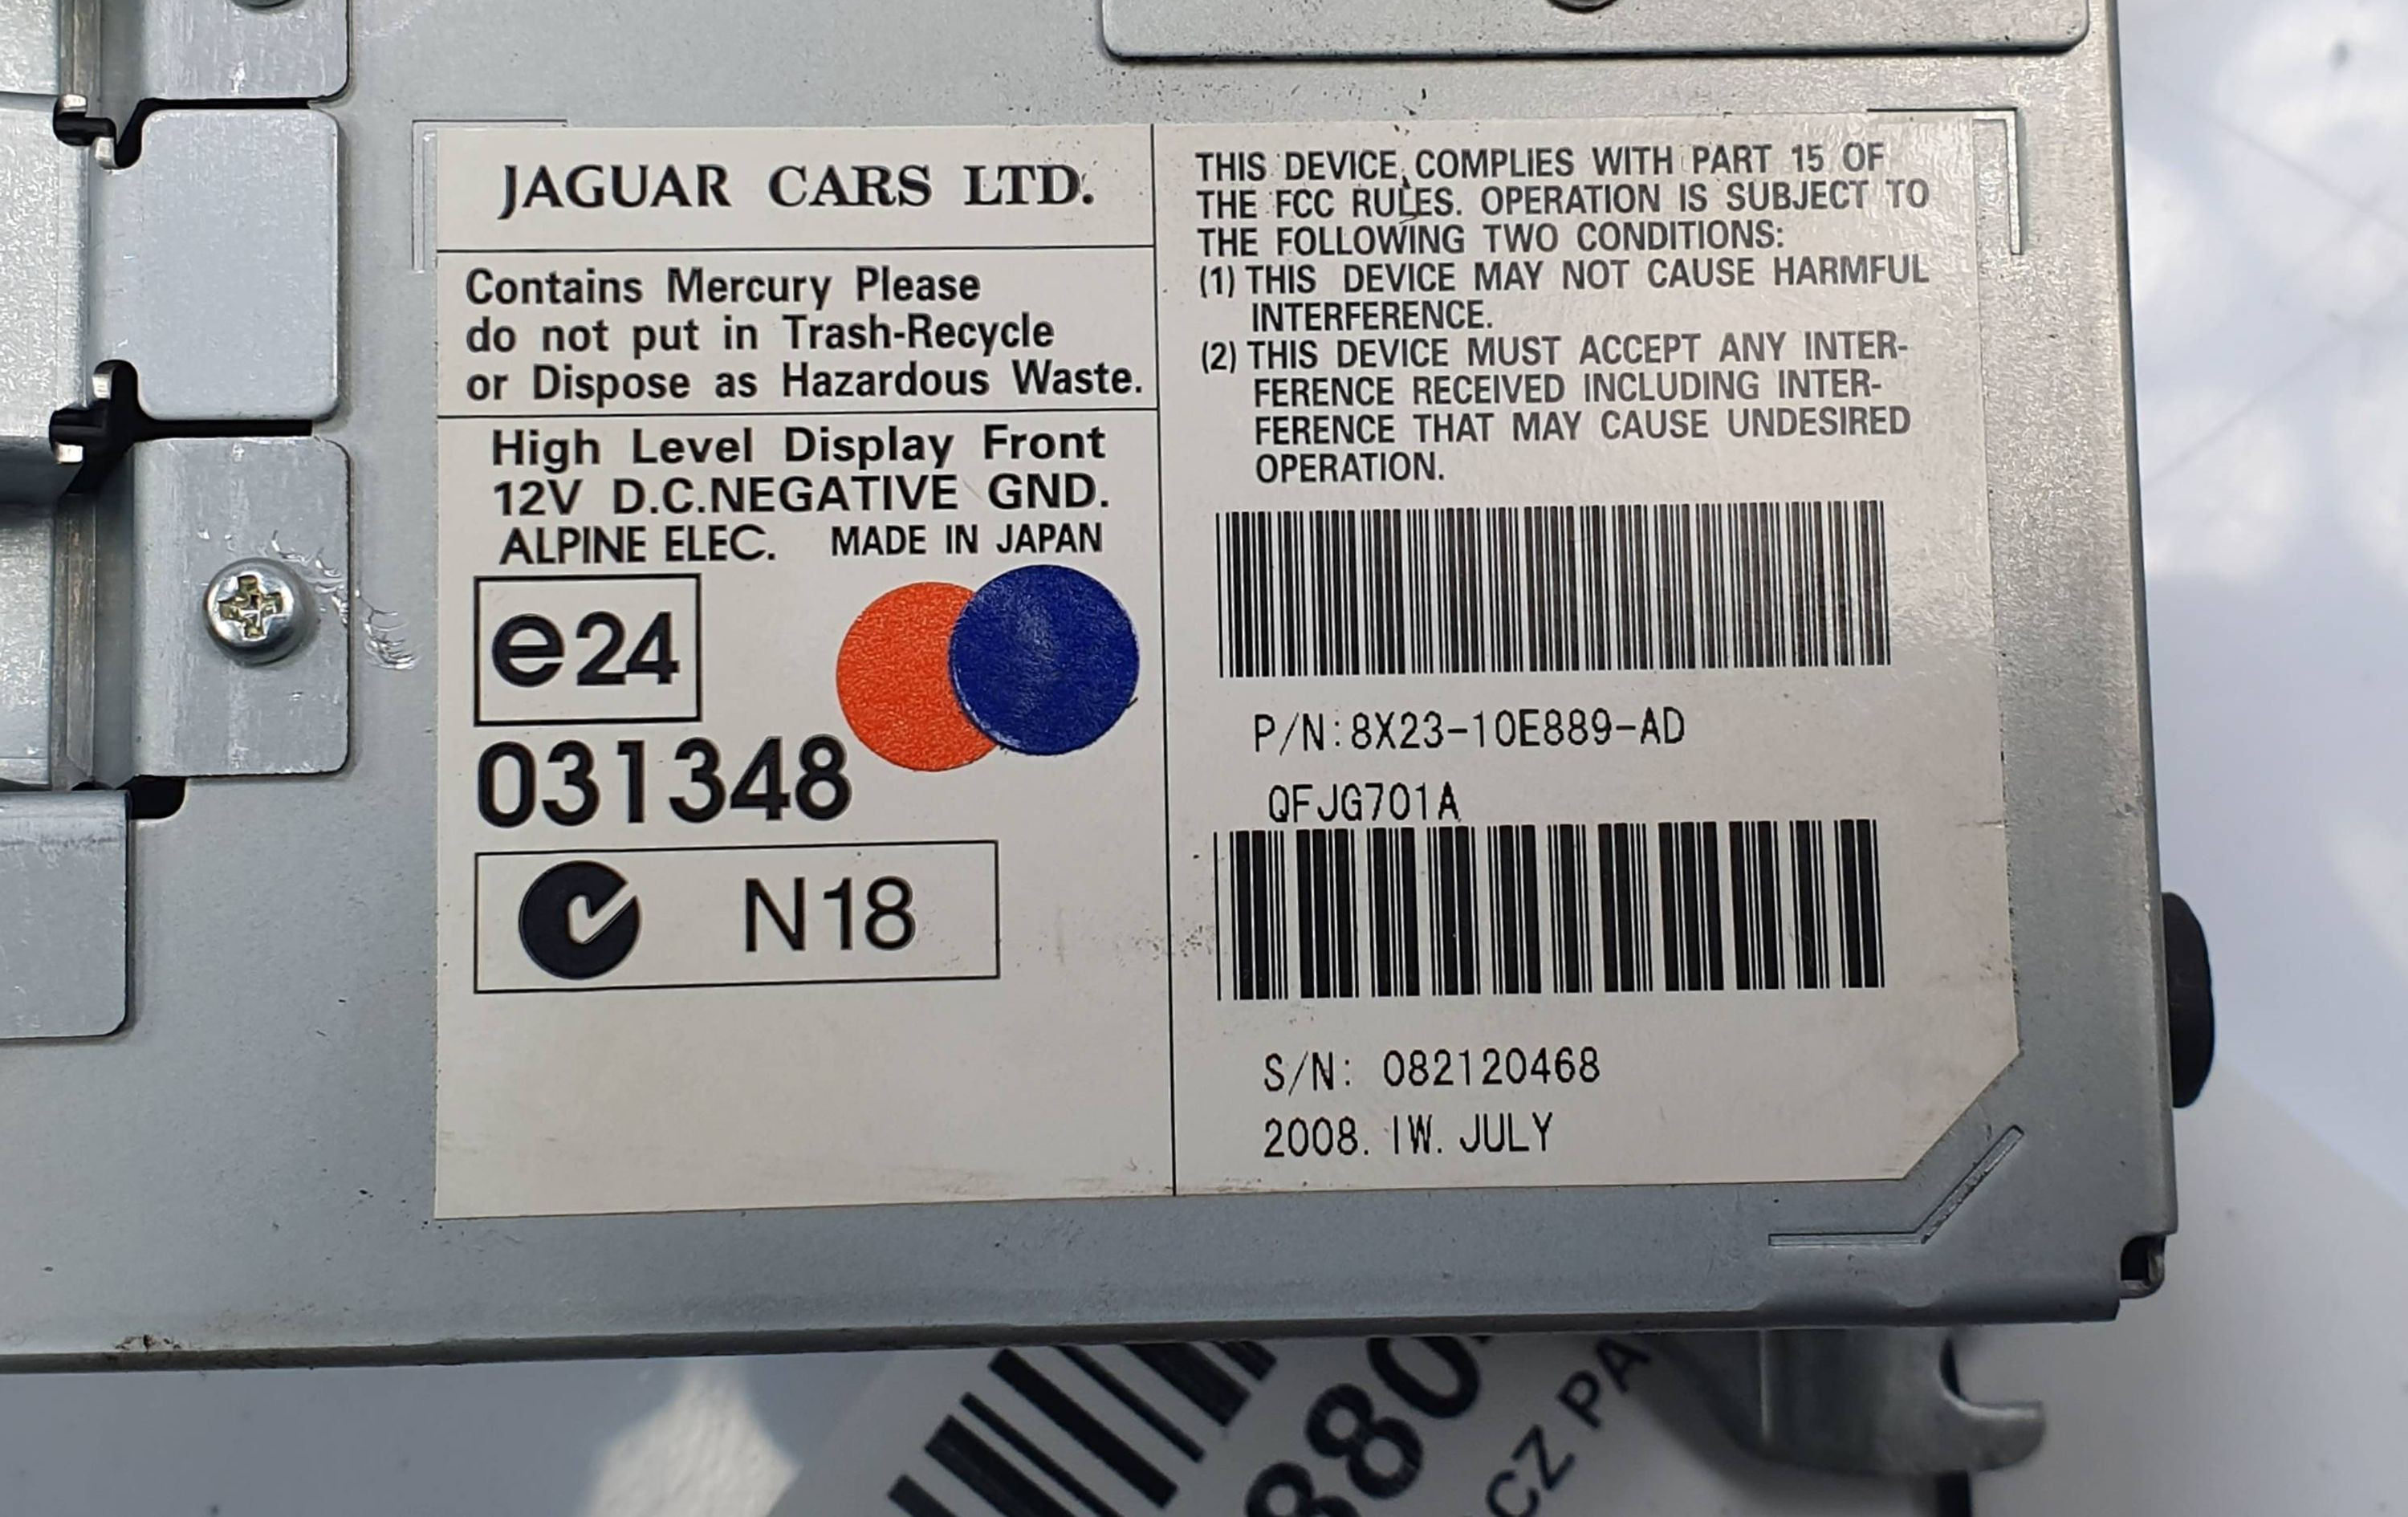 JAGUAR CARS LTD.
Contains Mercury Please
do not put in Trash-Recycle
or Dispose as Hazardous Waste.
High Level Display Front
12V D.C.NEGATIVE GND.
ALPINE ELEC. MADE IN JAPAN
e24
031348
N18
THIS DEVICE COMPLIES WITH PART 15 OF
THE FCC RULES. OPERATION IS SUBJECT TO
THE FOLLOWING TWO CONDITIONS:
(1) THIS DEVICE MAY NOT CAUSE HARMFUL
INTERFERENCE.
(2) THIS DEVICE MUST ACCEPT ANY INTER-
FERENCE RECEIVED INCLUDING INTER-
FERENCE THAT MAY CAUSE UNDESIRED
OPERATION.
P/N:8X23-10E889-AD
QFJG701A
S/N: 082120468
2008. IW. JULY
CZ